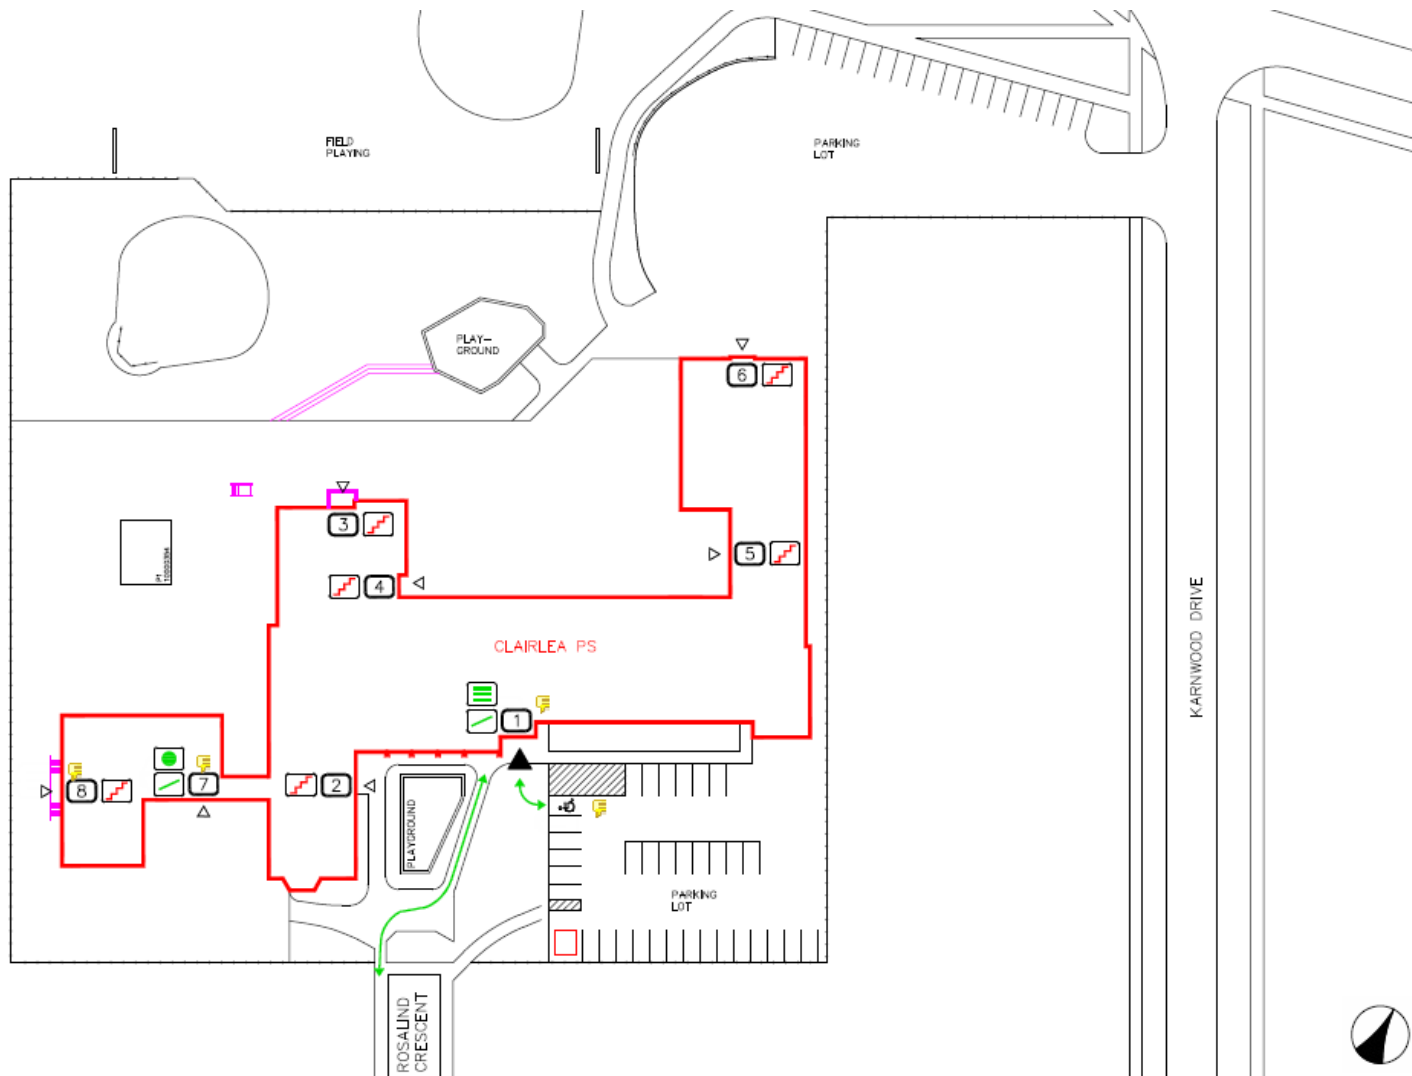 FIELD
PLAYING
PARKING
LOT
PLAY-
GROUND
6
3
5
4
P1
CLAIRLEA PS
KARNWOOD DRIVE
1
7
8
2
PLAYGROUND
PARKING
LOT
ROSALIND
CRESCENT